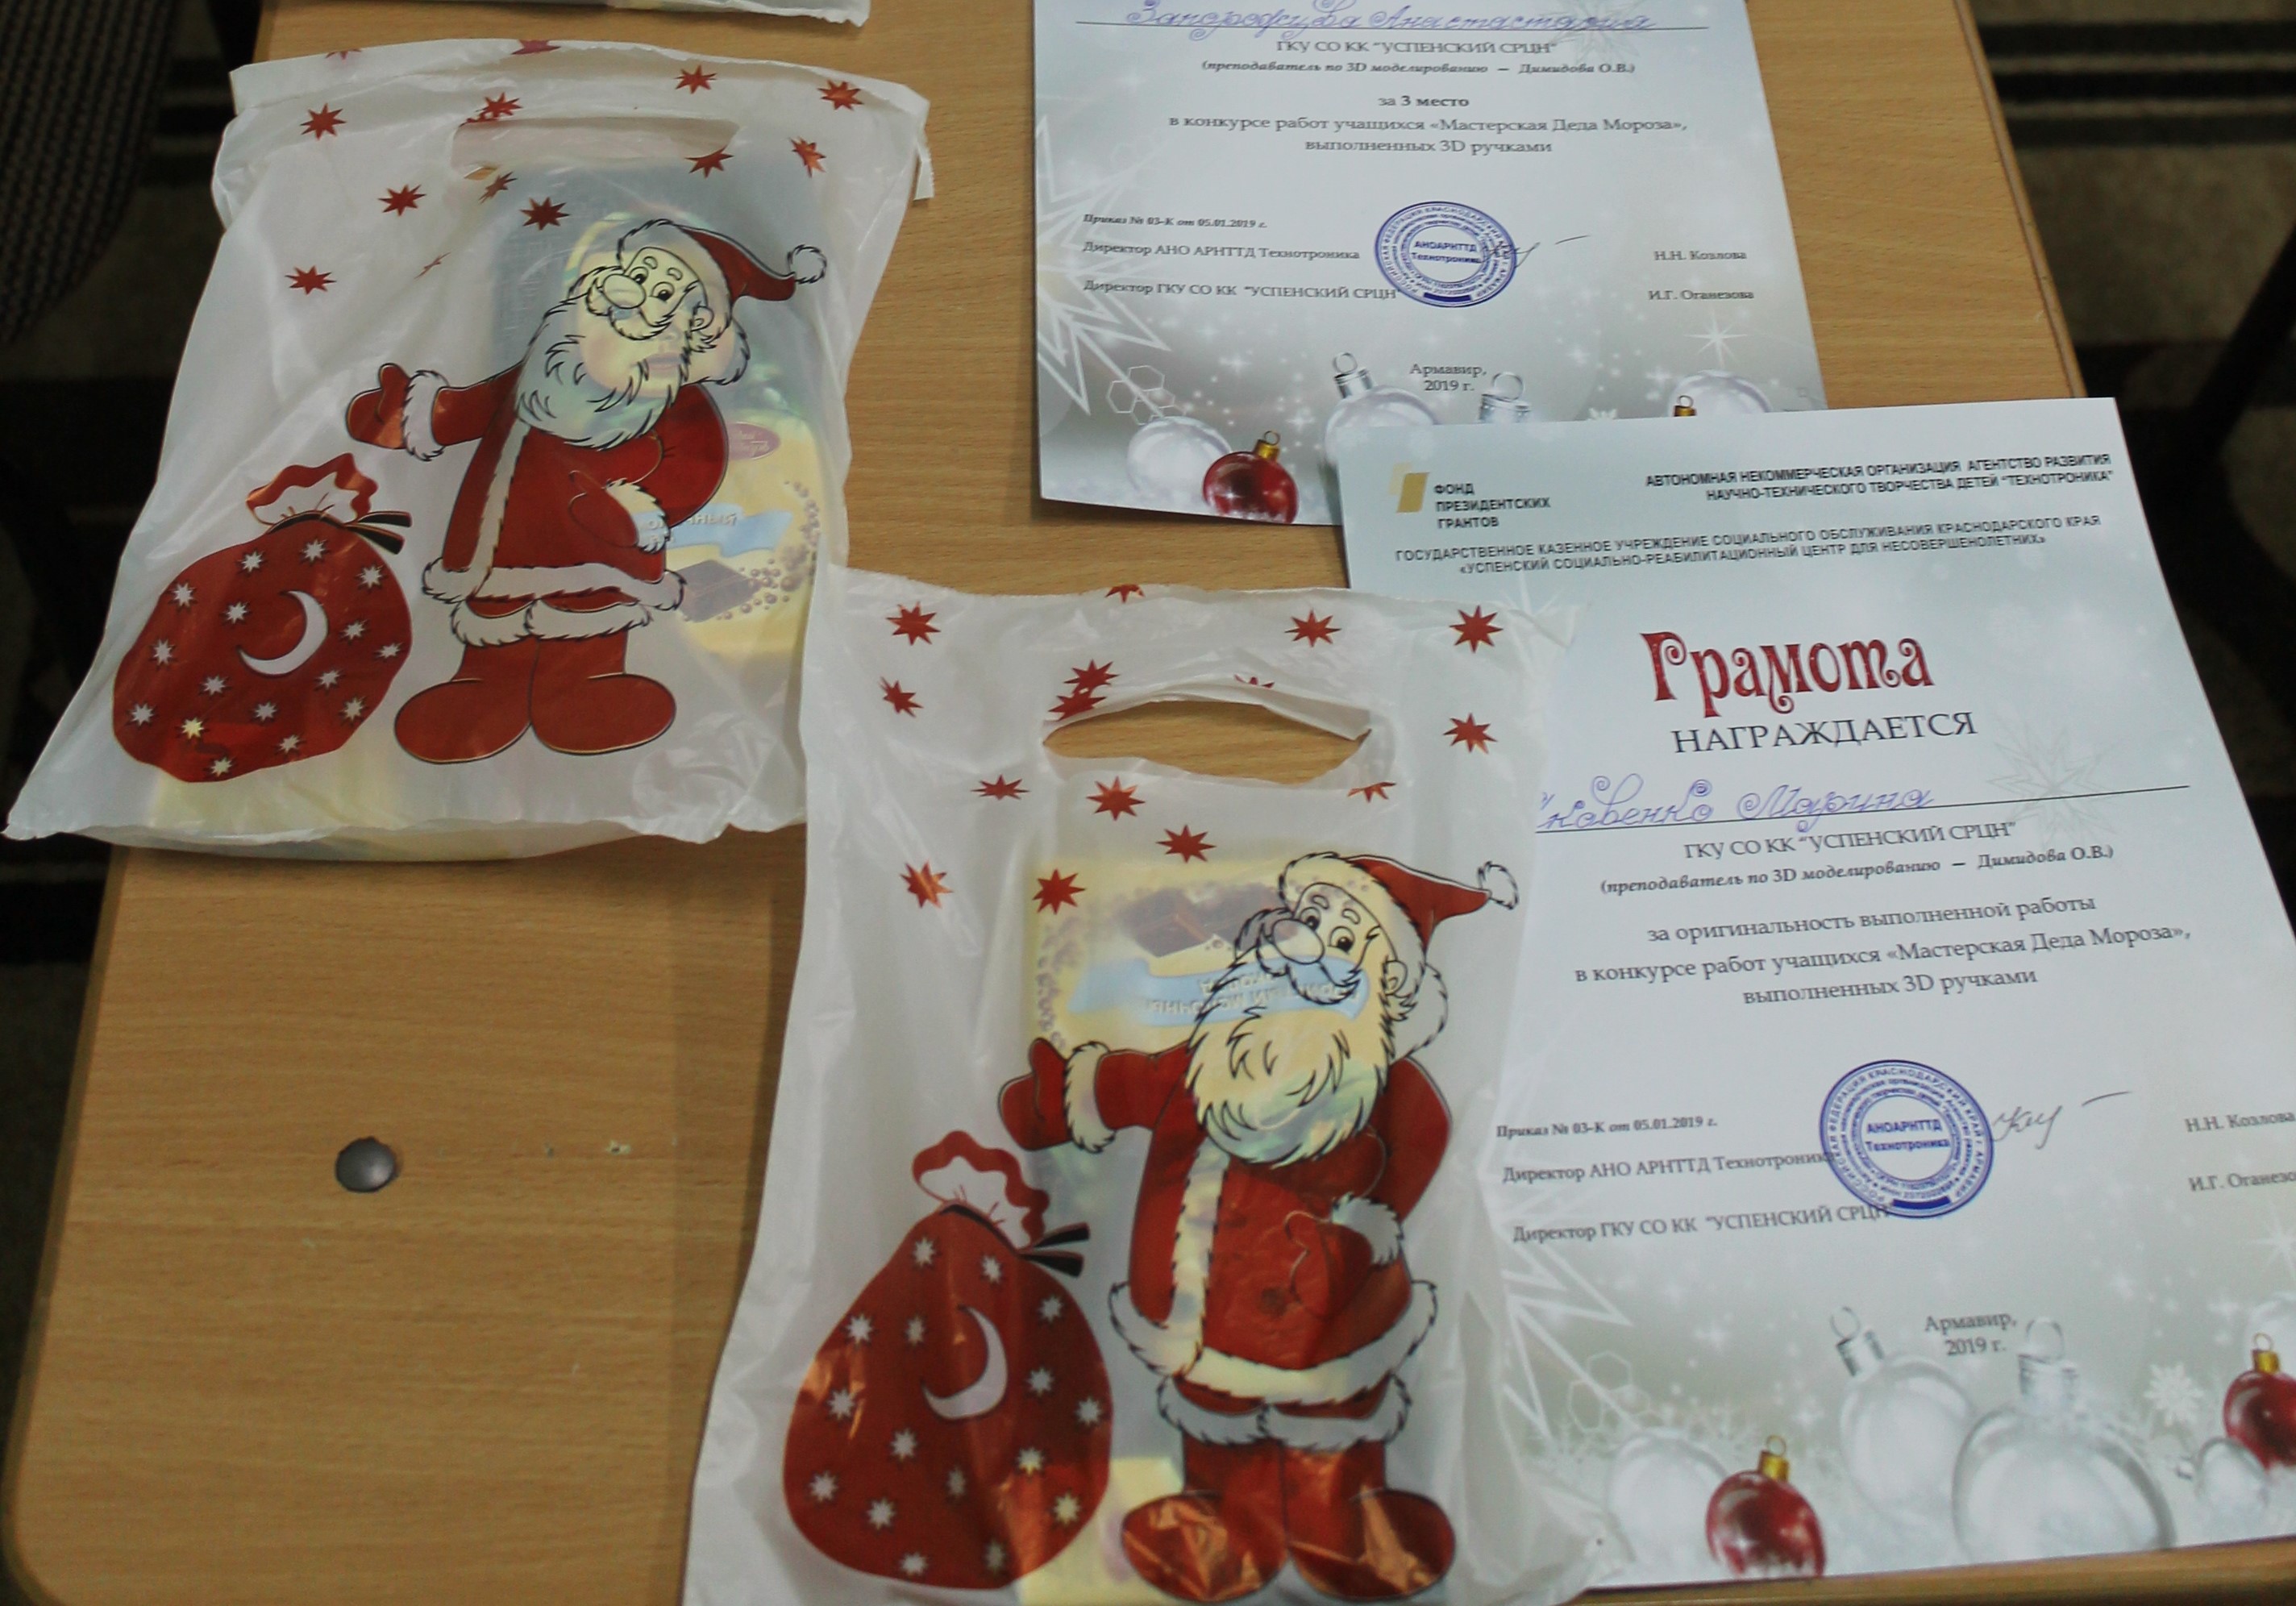 ГКУ СО КК "УСПЕНСКИЙ СРЦН"
(преподаватель по 3D моделированию — Димидова О.В.)
за 3 место
в конкурсе работ учащихся «Мастерская Деда Мороза»,
выполненных 3D ручками
Приказ № 03-К от 05.01.2019 г.
Директор АНО АРНТТД Технотроника
Н.Н. Козлова
Директор ГКУ СО КК "УСПЕНСКИЙ СРЦН"
И.Г. Оганезова
АНОАРНТТД
Технотроника
Армавир,
2019 г.
ФОНД
ПРЕЗИДЕНТСКИХ
ГРАНТОВ
АВТОНОМНАЯ НЕКОММЕРЧЕСКАЯ ОРГАНИЗАЦИЯ АГЕНТСТВО РАЗВИТИЯ
НАУЧНО-ТЕХНИЧЕСКОГО ТВОРЧЕСТВА ДЕТЕЙ "ТЕХНОТРОНИКА"
ГОСУДАРСТВЕННОЕ КАЗЕННОЕ УЧРЕЖДЕНИЕ СОЦИАЛЬНОГО ОБСЛУЖИВАНИЯ КРАСНОДАРСКОГО КРАЯ
«УСПЕНСКИЙ СОЦИАЛЬНО-РЕАБИЛИТАЦИОННЫЙ ЦЕНТР ДЛЯ НЕСОВЕРШЕНОЛЕТНИХ»
Грамота
НАГРАЖДАЕТСЯ
Марина
ГКУ СО КК "УСПЕНСКИЙ СРЦН"
(преподаватель по 3D моделированию — Димидова О.В.)
за оригинальность выполненной работы
в конкурсе работ учащихся «Мастерская Деда Мороза»,
выполненных 3D ручками
Приказ № 03-К от 05.01.2019 г.
Директор АНО АРНТТД Технотроника
Н.Н. Козлова
Директор ГКУ СО КК "УСПЕНСКИЙ СРЦН"
И.Г. Оганезо
АНОАРНТТД
Технотроника
Армавир,
2019 г.